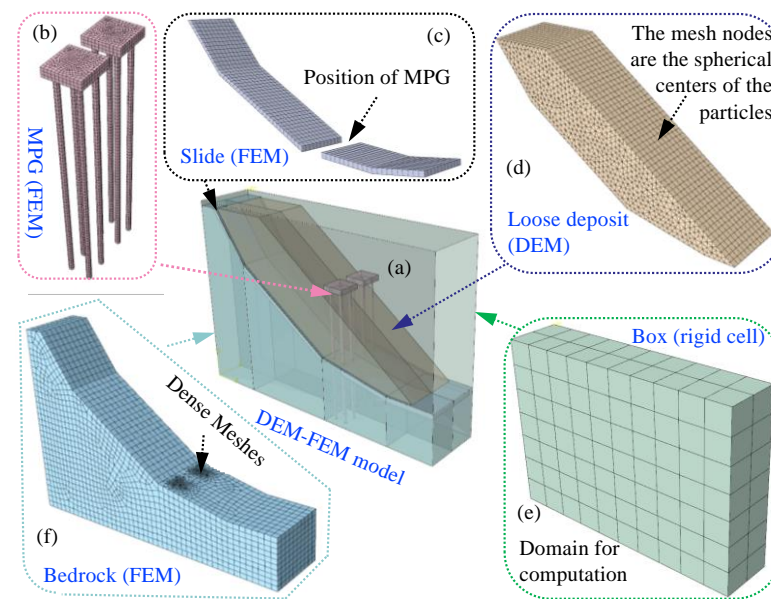 (b)
MPG (FEM)
(c)
Position of MPG
Slide (FEM)
The mesh nodes
are the spherical
centers of the
particles
(d)
Loose deposit
(DEM)
(a)
DEM-FEM model
Dense Meshes
(f)
Bedrock (FEM)
Box (rigid cell)
(e)
Domain for
computation